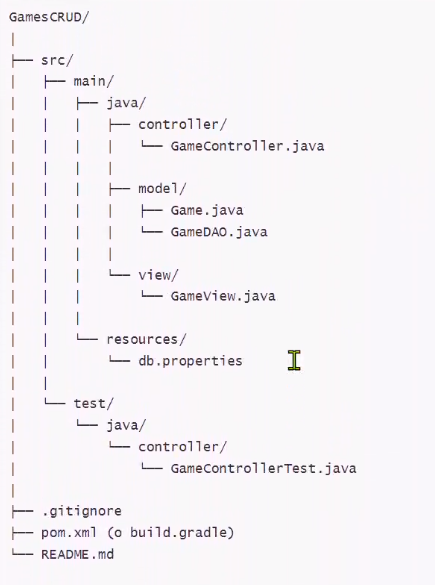 GamesCRUD/
|
├── src/
|   ├── main/
|   |   ├── java/
|   |   |   ├── controller/
|   |   |   |   └── GameController.java
|   |   |   |
|   |   |   ├── model/
|   |   |   |   ├── Game.java
|   |   |   |   └── GameDAO.java
|   |   |   |
|   |   |   └── view/
|   |   |       └── GameView.java
|   |   |
|   |   └── resources/
|   |       └── db.properties
|   |
|   └── test/
|       └── java/
|           └── controller/
|               └── GameControllerTest.java
|
├── .gitignore
├── pom.xml (o build.gradle)
└── README.md